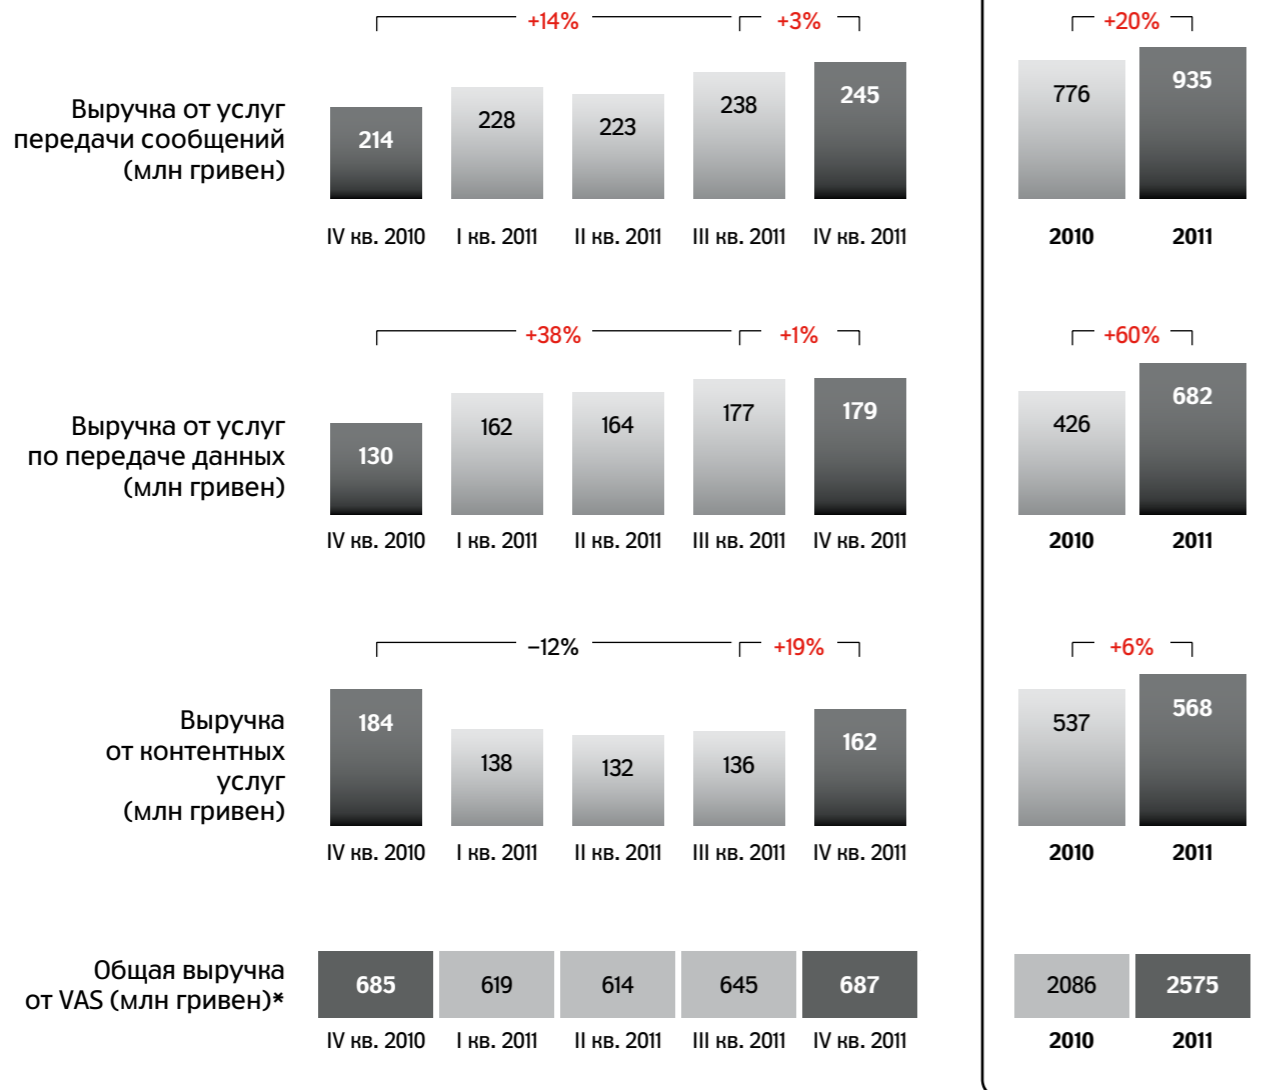 +14% +3% +20%
Выручка от услуг
передачи сообщений
(млн гривен)
214 228 223 238 245 776 935
IV кв. 2010 I кв. 2011 II кв. 2011 III кв. 2011 IV кв. 2011 2010 2011
+38% +1% +60%
Выручка от услуг
по передаче данных
(млн гривен)
130 162 164 177 179 426 682
IV кв. 2010 I кв. 2011 II кв. 2011 III кв. 2011 IV кв. 2011 2010 2011
–12% +19% +6%
Выручка
от контентных
услуг
(млн гривен)
184 138 132 136 162 537 568
IV кв. 2010 I кв. 2011 II кв. 2011 III кв. 2011 IV кв. 2011 2010 2011
Общая выручка
от VAS (млн гривен)*
685 619 614 645 687 2086 2575
IV кв. 2010 I кв. 2011 II кв. 2011 III кв. 2011 IV кв. 2011 2010 2011